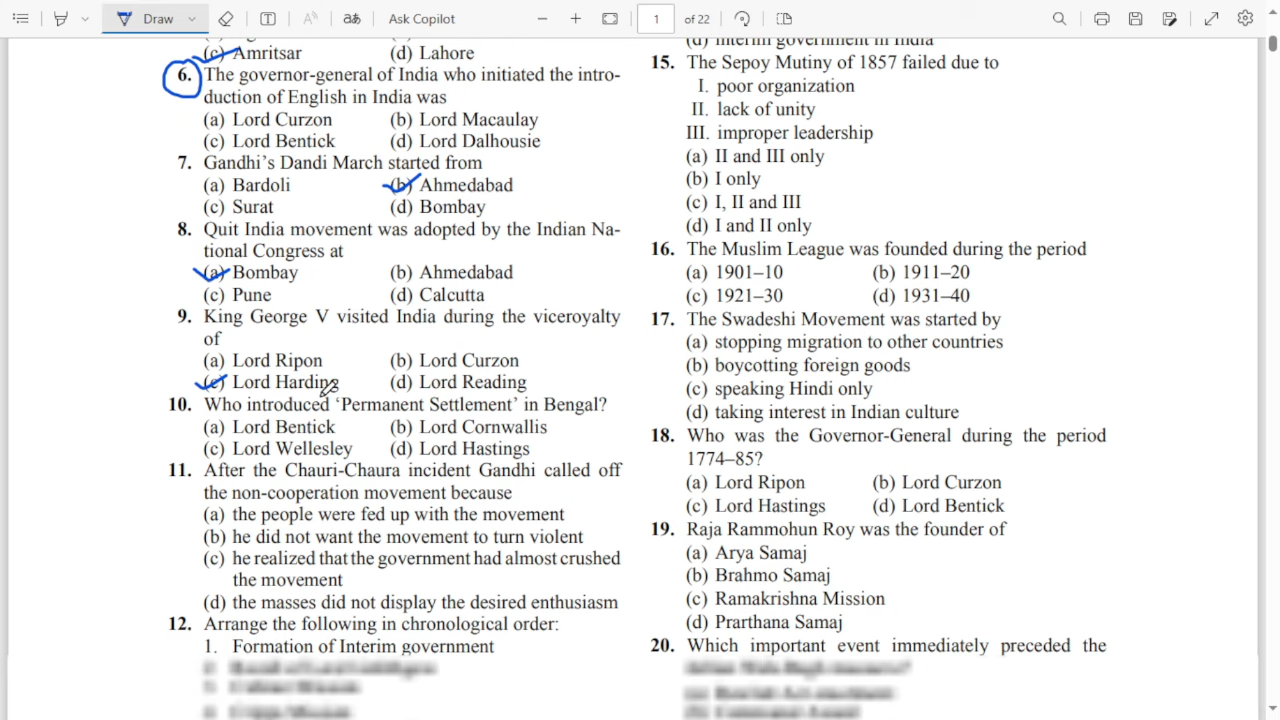 Draw
Ask Copilot
1
of 22
(c) Amritsar
(d) Lahore
6. The governor-general of India who initiated the intro-
duction of English in India was
(a) Lord Curzon
(b) Lord Macaulay
(c) Lord Bentick
(d) Lord Dalhousie
7. Gandhi's Dandi March started from
(a) Bardoli
(b) Ahmedabad
(c) Surat
(d) Bombay
8. Quit India movement was adopted by the Indian Na-
tional Congress at
(a) Bombay
(b) Ahmedabad
(c) Pune
(d) Calcutta
9. King George V visited India during the viceroyalty
of
(a) Lord Ripon
(b) Lord Curzon
(c) Lord Harding
(d) Lord Reading
10. Who introduced 'Permanent Settlement' in Bengal?
(a) Lord Bentick
(b) Lord Cornwallis
(c) Lord Wellesley
(d) Lord Hastings
11. After the Chauri-Chaura incident Gandhi called off
the non-cooperation movement because
(a) the people were fed up with the movement
(b) he did not want the movement to turn violent
(c) he realized that the government had almost crushed
the movement
(d) the masses did not display the desired enthusiasm
12. Arrange the following in chronological order:
1. Formation of Interim government
(d) interim government in India
15. The Sepoy Mutiny of 1857 failed due to
I. poor organization
II. lack of unity
III. improper leadership
(a) II and III only
(b) I only
(c) I, II and III
(d) I and II only
16. The Muslim League was founded during the period
(a) 1901–10
(b) 1911–20
(c) 1921–30
(d) 1931–40
17. The Swadeshi Movement was started by
(a) stopping migration to other countries
(b) boycotting foreign goods
(c) speaking Hindi only
(d) taking interest in Indian culture
18. Who was the Governor-General during the period
1774–85?
(a) Lord Ripon
(b) Lord Curzon
(c) Lord Hastings
(d) Lord Bentick
19. Raja Rammohun Roy was the founder of
(a) Arya Samaj
(b) Brahmo Samaj
(c) Ramakrishna Mission
(d) Prarthana Samaj
20. Which important event immediately preceded the